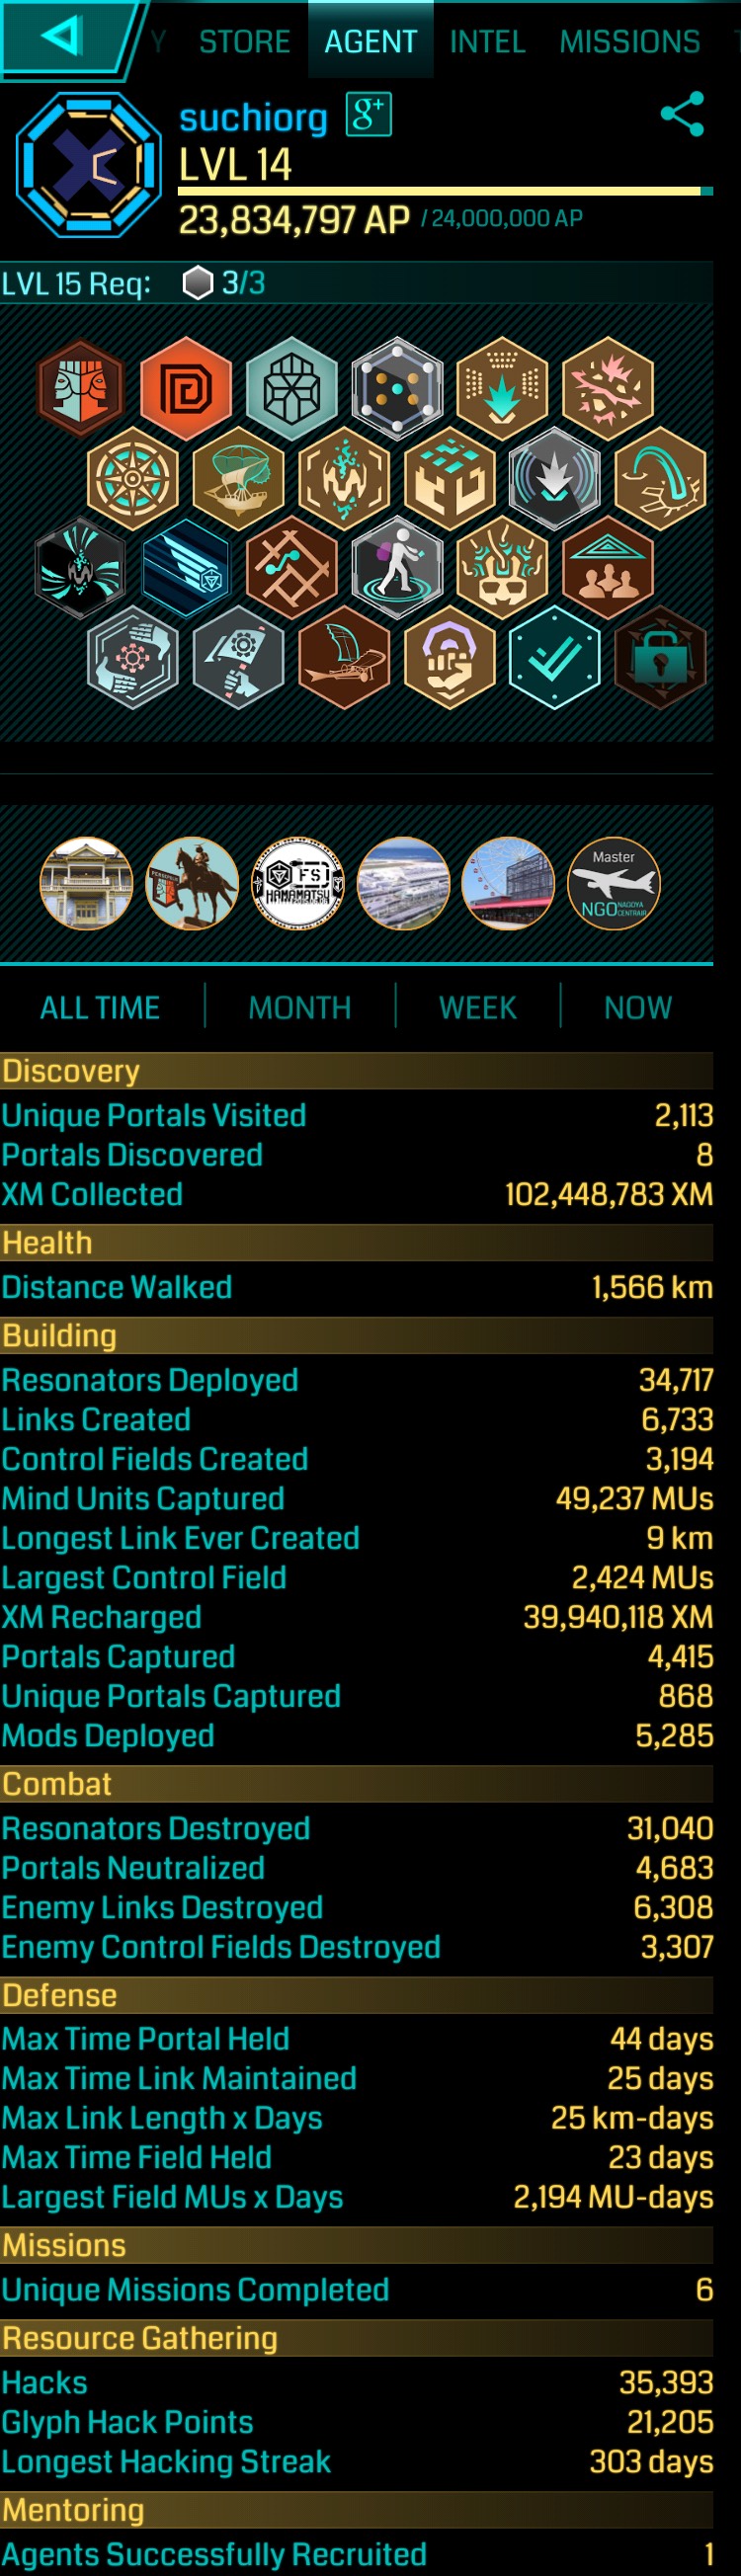 Y STORE AGENT INTEL MISSIONS
suchiorg g+
LVL 14
23,834,797 AP / 24,000,000 AP
LVL 15 Req: 3/3
FS
HAMAMATSU
Master
NGO NAGOYA CENTRAIR
ALL TIME MONTH WEEK NOW
Discovery
Unique Portals Visited 2,113
Portals Discovered 8
XM Collected 102,448,783 XM
Health
Distance Walked 1,566 km
Building
Resonators Deployed 34,717
Links Created 6,733
Control Fields Created 3,194
Mind Units Captured 49,237 MUs
Longest Link Ever Created 9 km
Largest Control Field 2,424 MUs
XM Recharged 39,940,118 XM
Portals Captured 4,415
Unique Portals Captured 868
Mods Deployed 5,285
Combat
Resonators Destroyed 31,040
Portals Neutralized 4,683
Enemy Links Destroyed 6,308
Enemy Control Fields Destroyed 3,307
Defense
Max Time Portal Held 44 days
Max Time Link Maintained 25 days
Max Link Length x Days 25 km-days
Max Time Field Held 23 days
Largest Field MUs x Days 2,194 MU-days
Missions
Unique Missions Completed 6
Resource Gathering
Hacks 35,393
Glyph Hack Points 21,205
Longest Hacking Streak 303 days
Mentoring
Agents Successfully Recruited 1